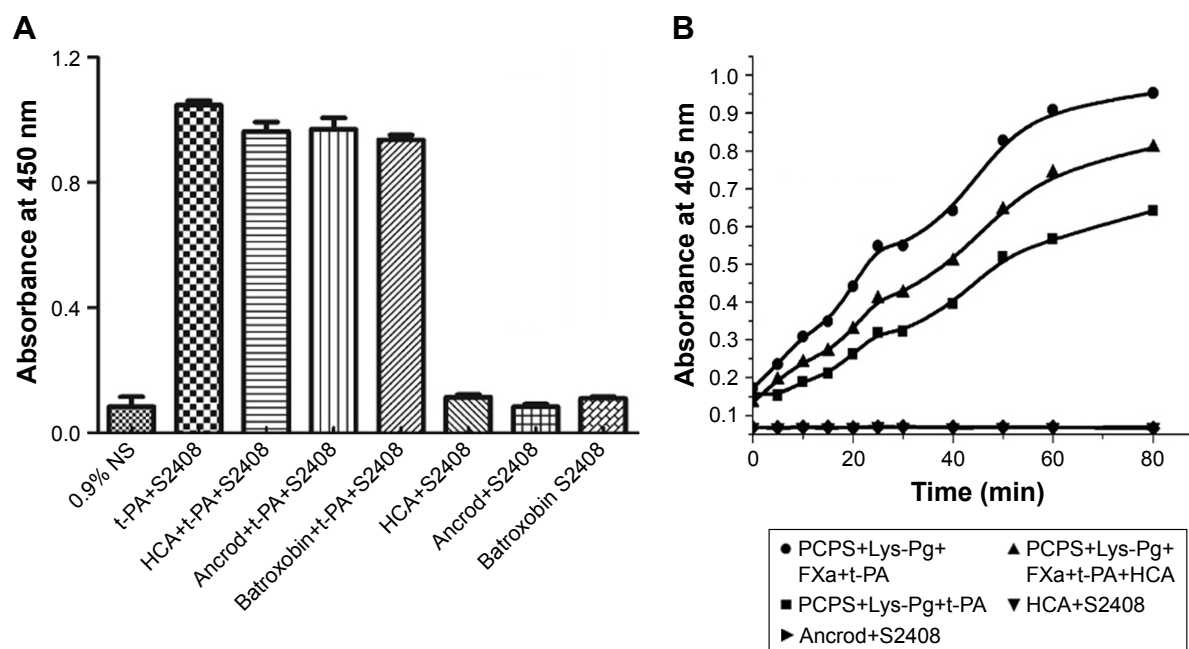 A
Absorbance at 450 nm
1.2
0.8
0.4
0.0
0.9% NS
t-PA+S2408
HCA+t-PA+S2408
Ancrod+t-PA+S2408
Batroxobin+t-PA+S2408
HCA+S2408
Ancrod+S2408
Batroxobin S2408
B
Absorbance at 405 nm
1.0
0.9
0.8
0.7
0.6
0.5
0.4
0.3
0.2
0.1
0
20
40
60
80
Time (min)
PCPS+Lys-Pg+
FXa+t-PA
PCPS+Lys-Pg+
FXa+t-PA+HCA
PCPS+Lys-Pg+t-PA
HCA+S2408
Ancrod+S2408